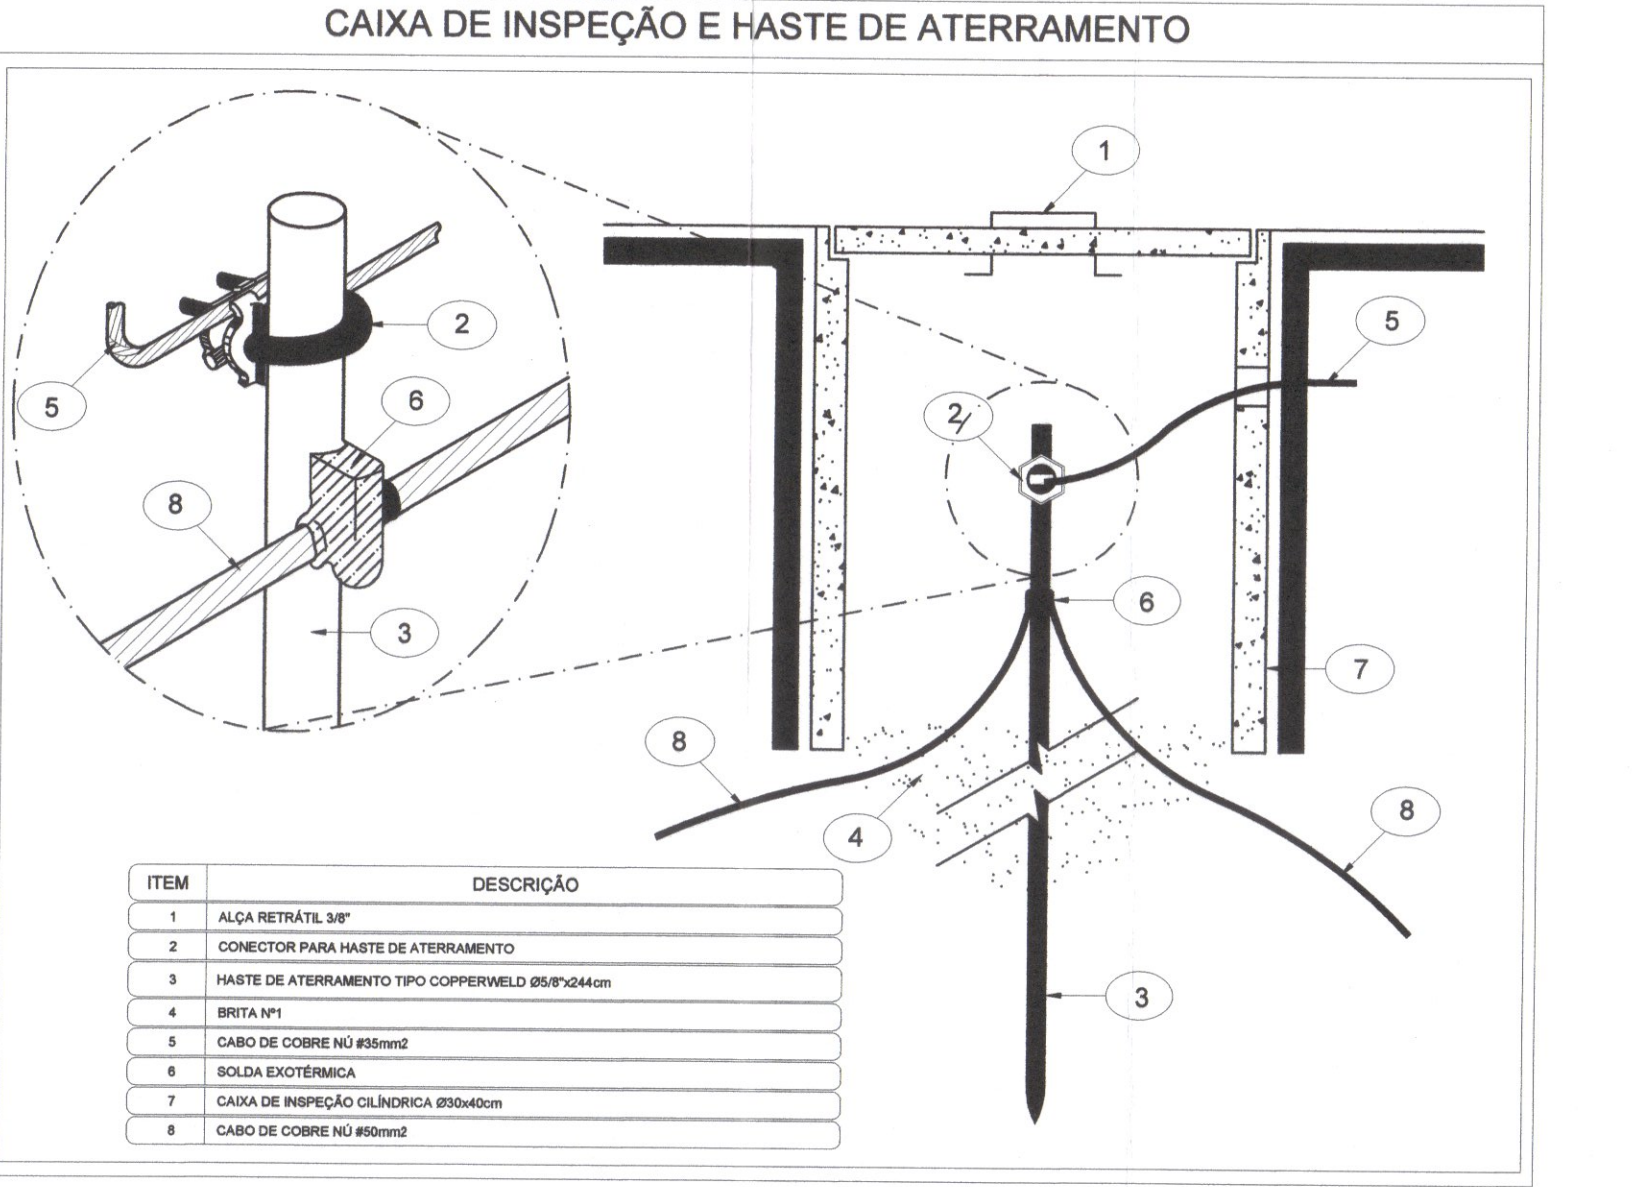 CAIXA DE INSPEÇÃO E HASTE DE ATERRAMENTO
1
2
5
6
8
3
5
2
6
7
8
4
8
3
ITEM DESCRIÇÃO
1 ALÇA RETRÁTIL 3/8"
2 CONECTOR PARA HASTE DE ATERRAMENTO
3 HASTE DE ATERRAMENTO TIPO COPPERWELD Ø5/8"x244cm
4 BRITA Nº1
5 CABO DE COBRE NÚ #35mm2
6 SOLDA EXOTÉRMICA
7 CAIXA DE INSPEÇÃO CILÍNDRICA Ø30x40cm
8 CABO DE COBRE NÚ #50mm2